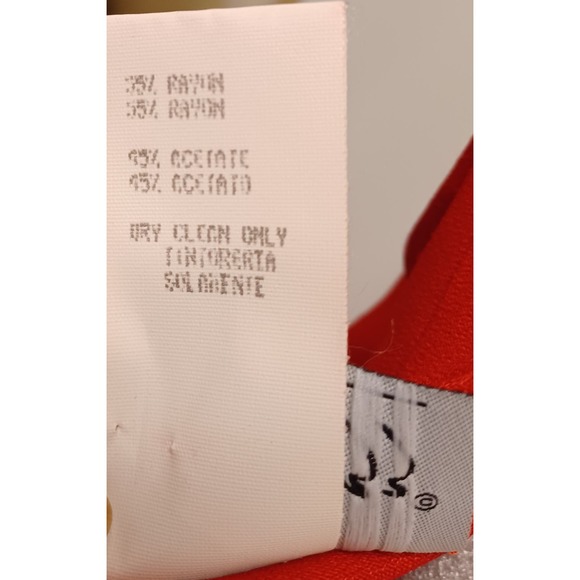 55% RAYON
55% RAYON
45% ACETATE
45% ACETATO
DRY CLEAN ONLY
TINTORERIA
SOLAMENTE
©